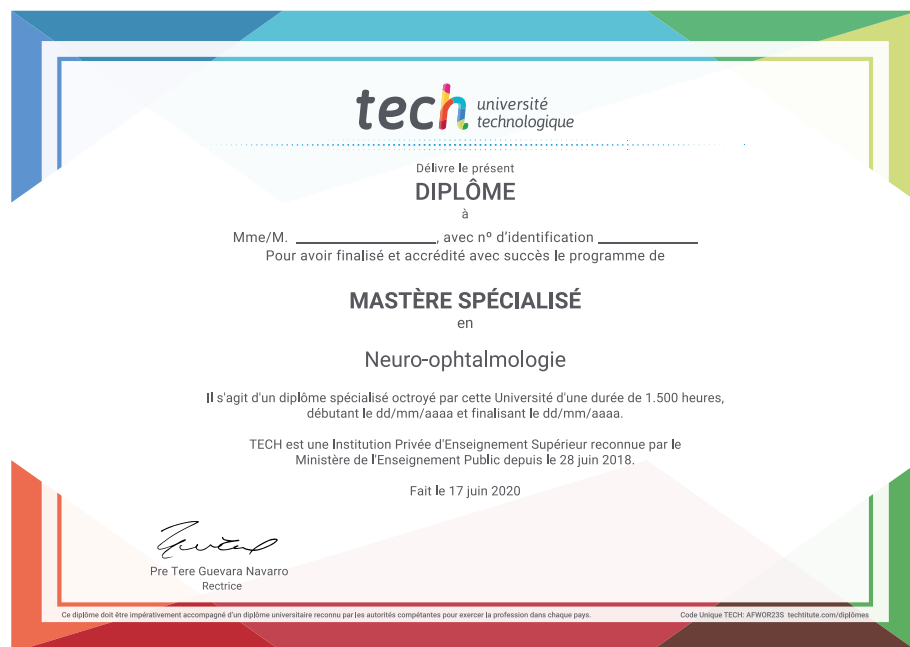 tech université
technologique
Délivre le présent
DIPLÔME
à
Mme/M. ____________, avec nº d'identification ____________
Pour avoir finalisé et accrédité avec succès le programme de
MASTÈRE SPÉCIALISÉ
en
Neuro-ophtalmologie
Il s'agit d'un diplôme spécialisé octroyé par cette Université d'une durée de 1.500 heures,
débutant le dd/mm/aaaa et finalisant le dd/mm/aaaa.
TECH est une Institution Privée d'Enseignement Supérieur reconnue par le
Ministère de l'Enseignement Public depuis le 28 juin 2018.
Fait le 17 juin 2020
Pre Tere Guevara Navarro
Rectrice
Ce diplôme doit être impérativement accompagné d'un diplôme universitaire reconnu par les autorités compétentes pour exercer la profession dans chaque pays.
Code Unique TECH: AFWOR23S techtitute.com/diplômes